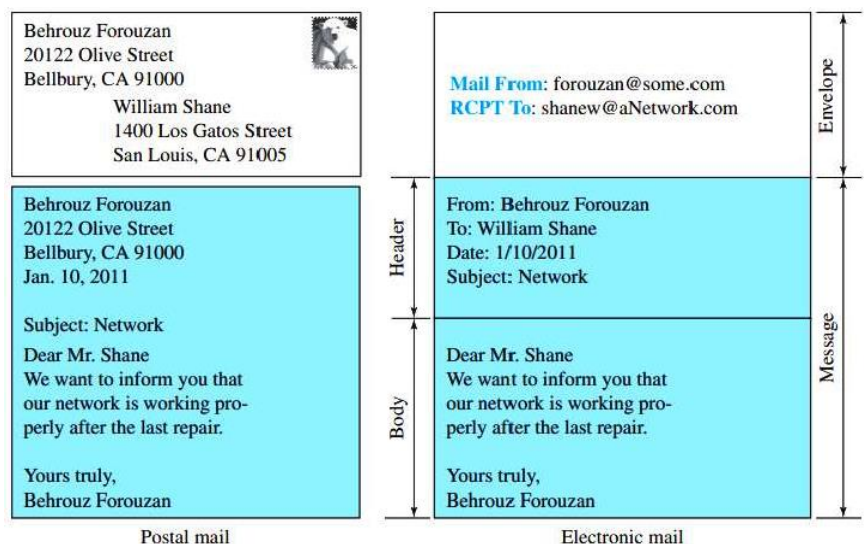 Behrouz Forouzan
20122 Olive Street
Bellbury, CA 91000
William Shane
1400 Los Gatos Street
San Louis, CA 91005
Behrouz Forouzan
20122 Olive Street
Bellbury, CA 91000
Jan. 10, 2011
Subject: Network
Dear Mr. Shane
We want to inform you that
our network is working pro-
perly after the last repair.
Yours truly,
Behrouz Forouzan
Postal mail
Header
Body
Mail From: forouzan@some.com
RCPT To: shanew@aNetwork.com
From: Behrouz Forouzan
To: William Shane
Date: 1/10/2011
Subject: Network
Dear Mr. Shane
We want to inform you that
our network is working pro-
perly after the last repair.
Yours truly,
Behrouz Forouzan
Electronic mail
Envelope
Message